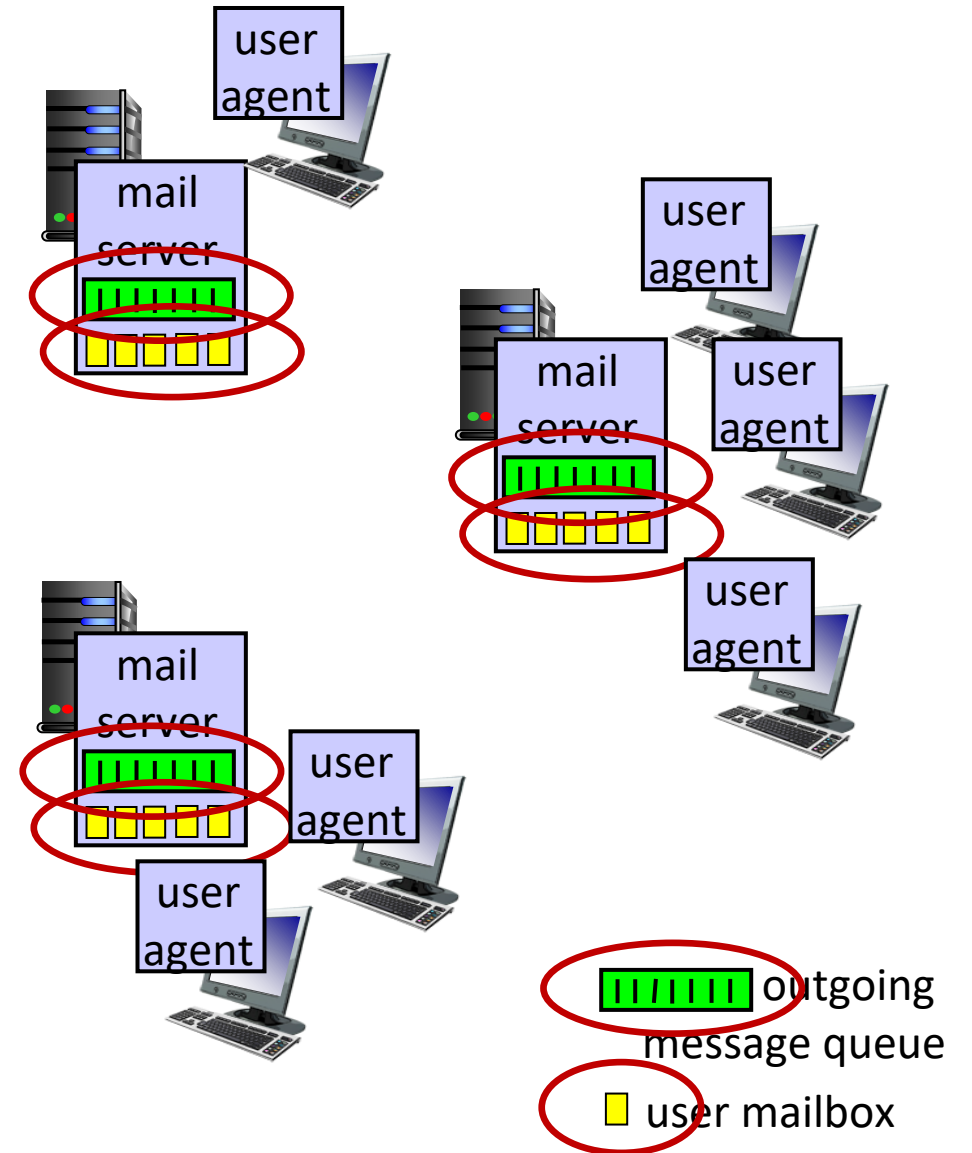 user
agent
mail
server
user
agent
mail
server
user
agent
user
agent
mail
server
user
agent
user
agent
outgoing
message queue
user mailbox